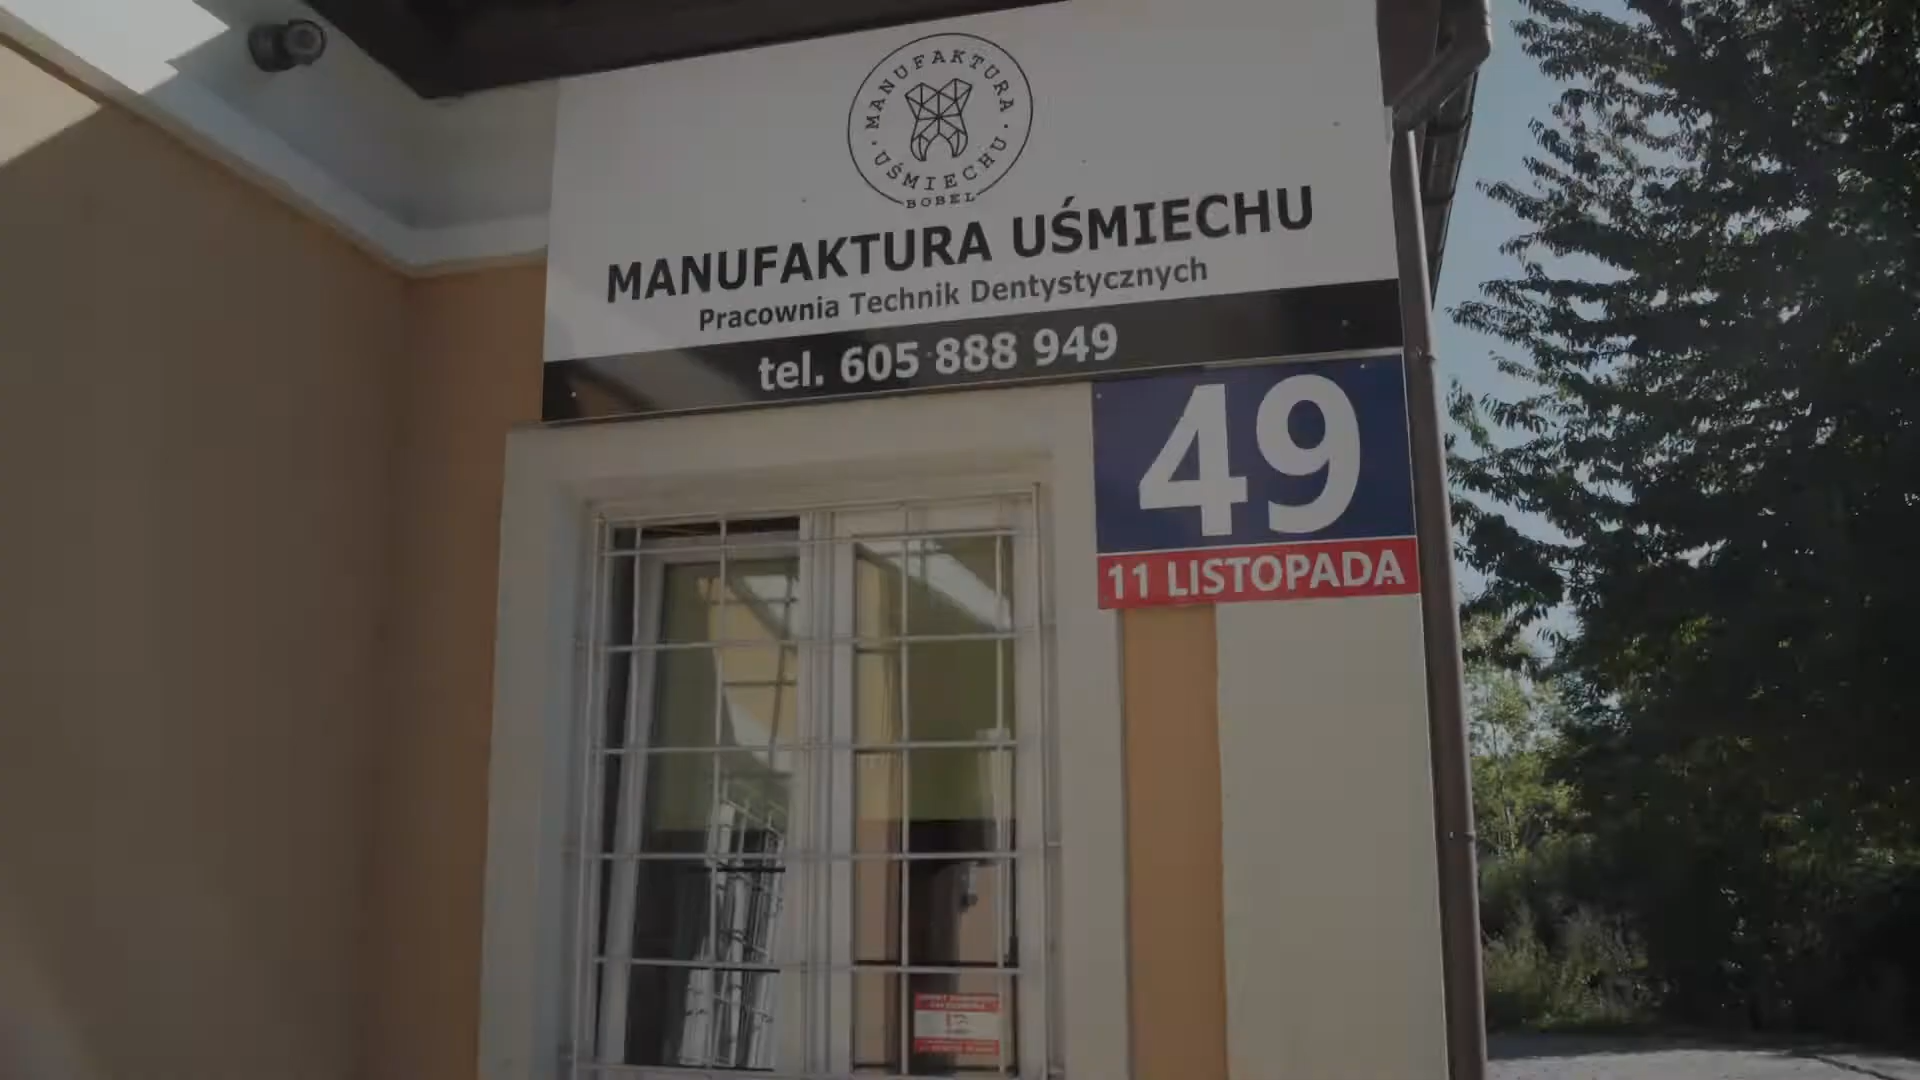 MANUFAKTURA
UŚMIECHU
BOBEL
MANUFAKTURA UŚMIECHU
Pracownia Technik Dentystycznych
tel. 605 888 949
49
11 LISTOPADA